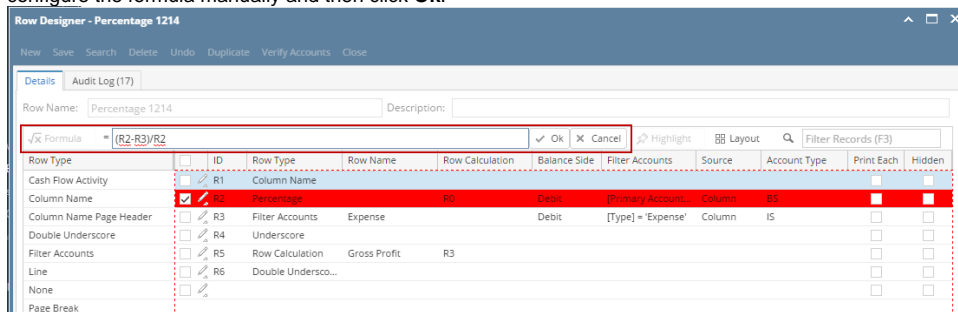 configure the formula manually and then click Ok.
Row Designer - Percentage 1214
New Save Search Delete Undo Duplicate Verify Accounts Close
Details Audit Log (17)
Row Name: Percentage 1214 Description:
√x Formula = (R2-R3)/R2 Ok Cancel Highlight Layout Filter Records (F3)
Row Type ID Row Type Row Name Row Calculation Balance Side Filter Accounts Source Account Type Print Each Hidden
Cash Flow Activity R1 Column Name
Column Name R2 Percentage R0 Debit [Primary Account... Column BS
Column Name Page Header R3 Filter Accounts Expense Debit [Type] = 'Expense' Column IS
Double Underscore R4 Underscore
Filter Accounts R5 Row Calculation Gross Profit R3
Line R6 Double Undersco...
None
Page Break